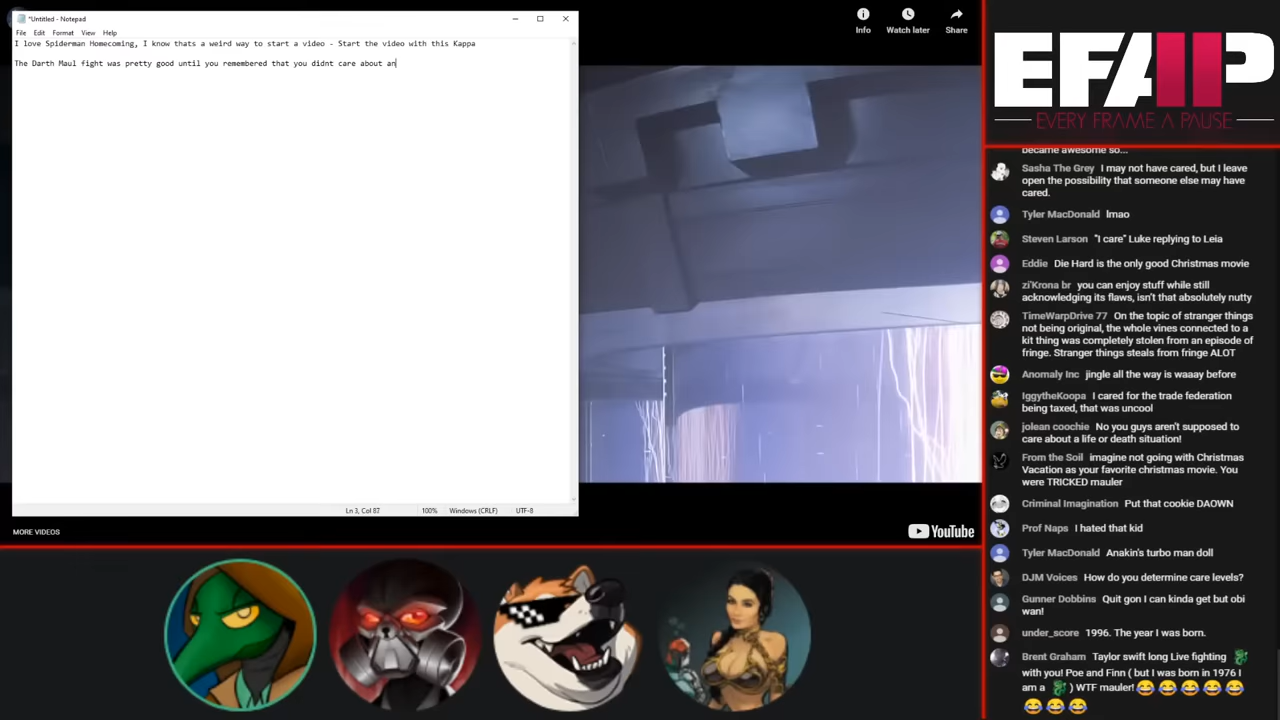 *Untitled - Notepad
File Edit Format View Help
I love Spiderman Homecoming, I know thats a weird way to start a video - Start the video with this Kappa
The Darth Maul fight was pretty good until you remembered that you didnt care about an
Ln 3, Col 87
100%
Windows (CRLF)
UTF-8
MORE VIDEOS
Info
Watch later
Share
YouTube
EFAP
EVERY FRAME A PAUSE
became awesome so...
Sasha The Grey I may not have cared, but I leave
open the possibility that someone else may have
cared.
Tyler MacDonald lmao
Steven Larson "I care" Luke replying to Leia
Eddie Die Hard is the only good Christmas movie
zi'Krona br you can enjoy stuff while still
acknowledging its flaws, isn't that absolutely nutty
TimeWarpDrive 77 On the topic of stranger things
not being original, the whole vines connected to a
kit thing was completely stolen from an episode of
fringe. Stranger things steals from fringe ALOT
Anomaly Inc jingle all the way is waaay before
IggytheKoopa I cared for the trade federation
being taxed, that was uncool
jolean coochie No you guys aren't supposed to
care about a life or death situation!
From the Soil imagine not going with Christmas
Vacation as your favorite christmas movie. You
were TRICKED mauler
Criminal Imagination Put that cookie DAOWN
Prof Naps I hated that kid
Tyler MacDonald Anakin's turbo man doll
DJM Voices How do you determine care levels?
Gunner Dobbins Quit gon I can kinda get but obi
wan!
under_score 1996. The year I was born.
Brent Graham Taylor swift long Live fighting 🐉
with you! Poe and Finn ( but I was born in 1976 I
am a 🐉 ) WTF mauler! 😂 😂 😂 😂 😂
😂 😂 😂